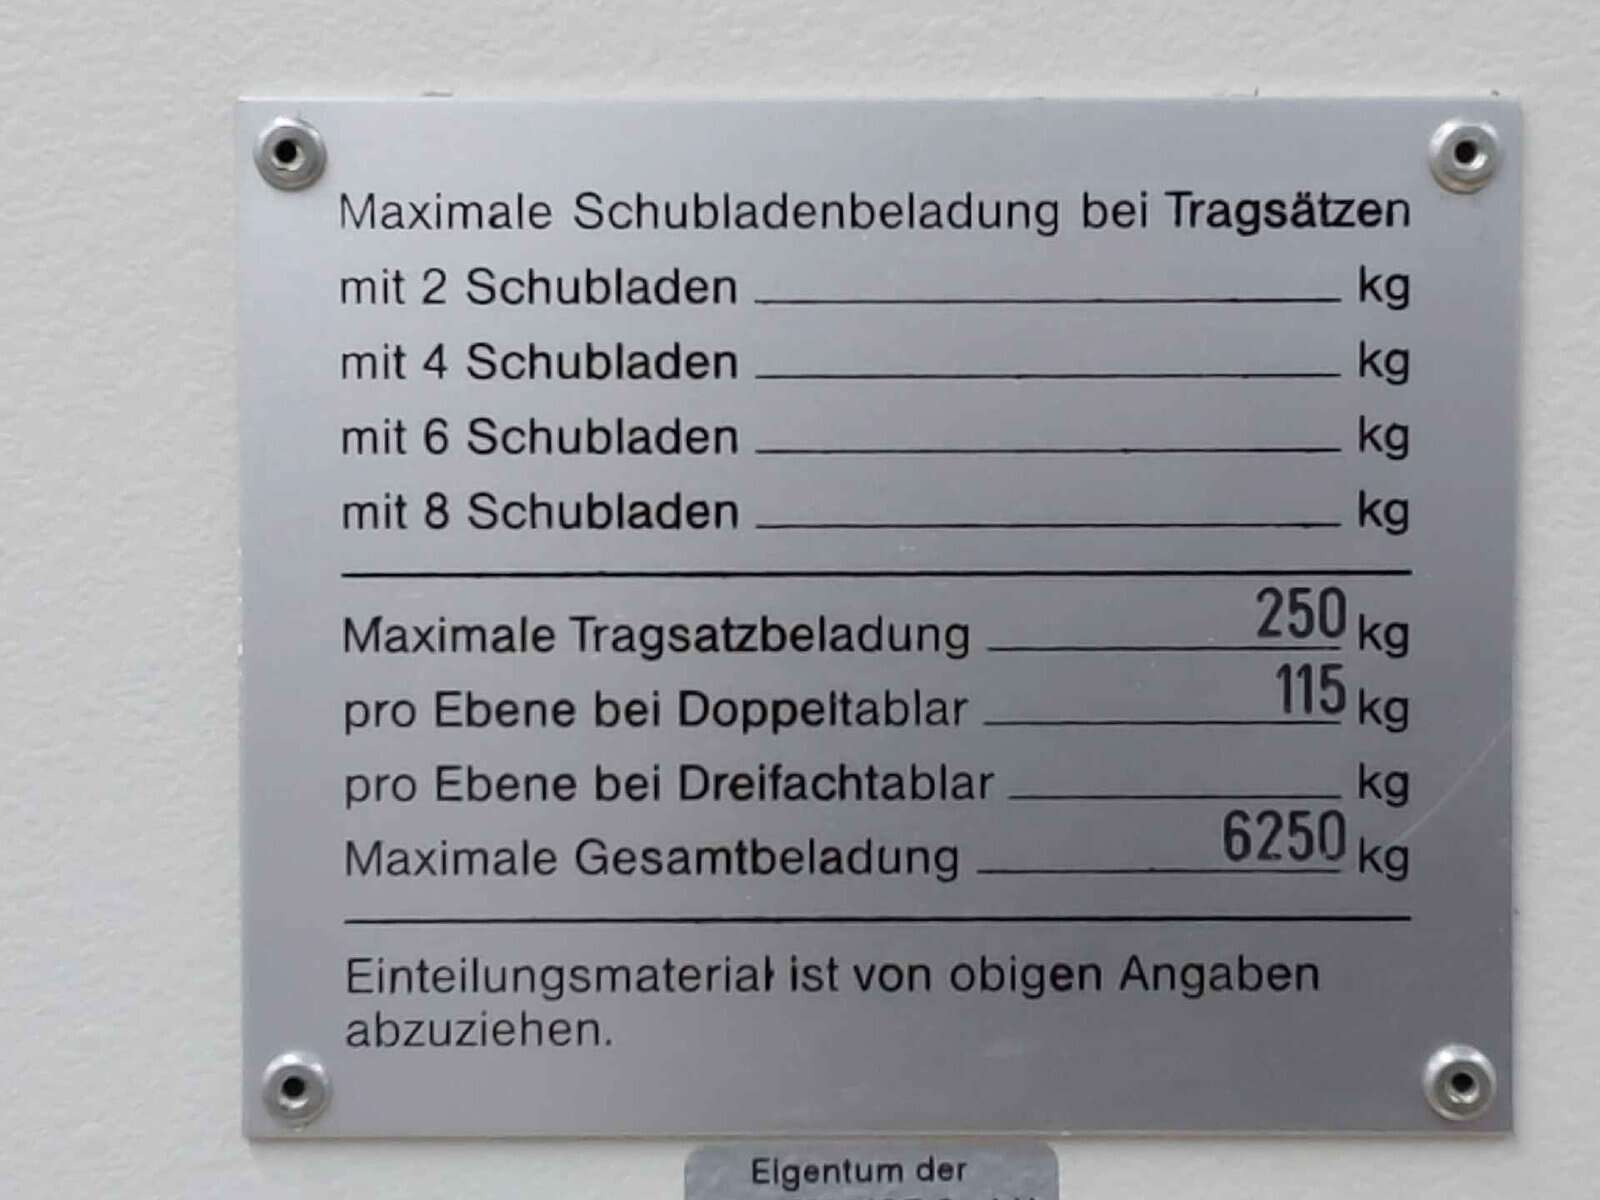 Maximale Schubladenbeladung bei Tragsätzen
mit 2 Schubladen kg
mit 4 Schubladen kg
mit 6 Schubladen kg
mit 8 Schubladen kg
Maximale Tragsatzbeladung 250 kg
pro Ebene bei Doppeltablar 115 kg
pro Ebene bei Dreifachtablar kg
Maximale Gesamtbeladung 6250 kg
Einteilungsmaterial ist von obigen Angaben
abzuziehen.
Eigentum der